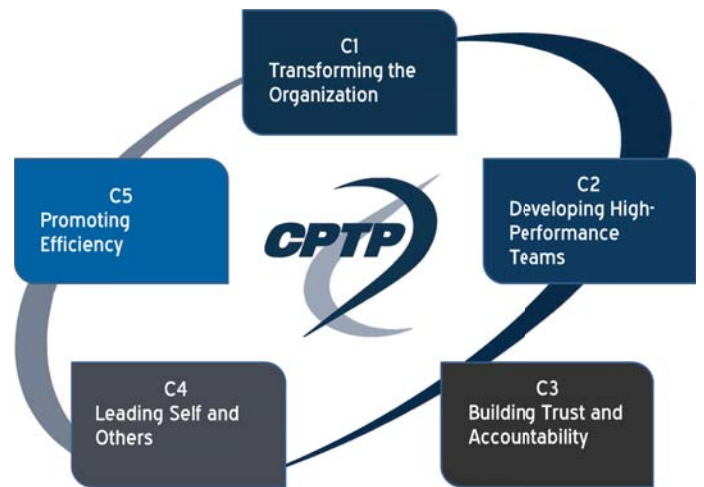 C1
Transforming the
Organization
C2
Developing High-
Performance
Teams
C3
Building Trust and
Accountability
C4
Leading Self and
Others
C5
Promoting
Efficiency
CPTP